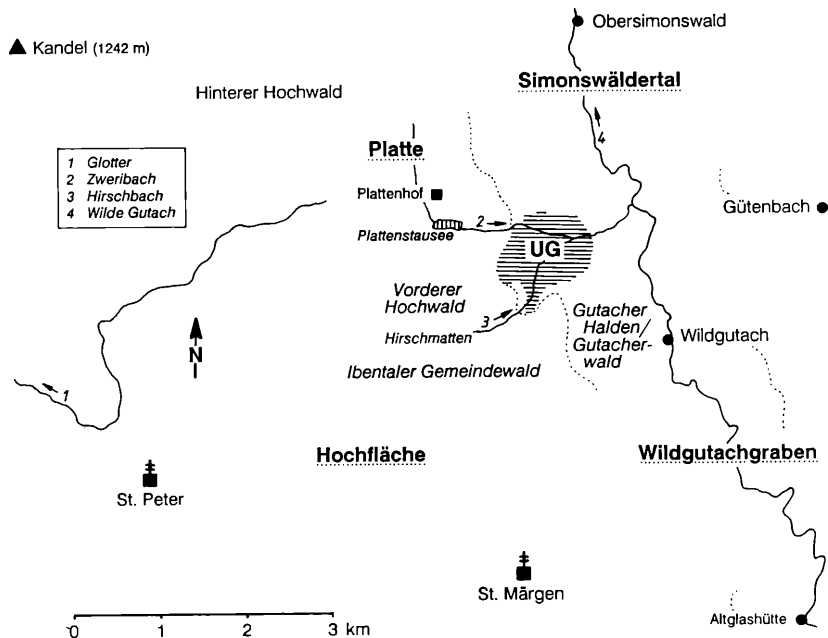 Obersimonswald
Kandel (1242 m)
Simonswäldertal
Hinterer Hochwald
4
1 Glotter
2 Zweribach
3 Hirschbach
4 Wilde Gutach
Platte
Plattenhof
Gütenbach
2
Plattenstausee
UG
Vorderer
Hochwald
3
Hirschmatten
Gutacher
Halden/
Gutacher-
wald
Wildgutach
N
Ibentaler Gemeindewald
1
Hochfläche
Wildgutachgraben
St. Peter
St. Märgen
Altglashütte
0 1 2 3 km